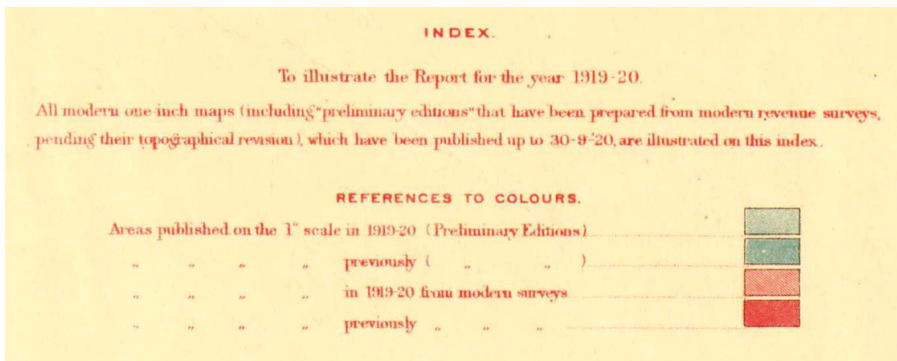 INDEX.
To illustrate the Report for the year 1919-20.
All modern one inch maps (including "preliminary editions" that have been prepared from modern revenue surveys,
pending their topographical revision), which have been published up to 30-9-20, are illustrated on this index.
REFERENCES TO COLOURS.
Areas published on the 1" scale in 1919-20 (Preliminary Editions)
" " " " previously ( " " )
" " " " in 1919-20 from modern surveys
" " " " previously " " "